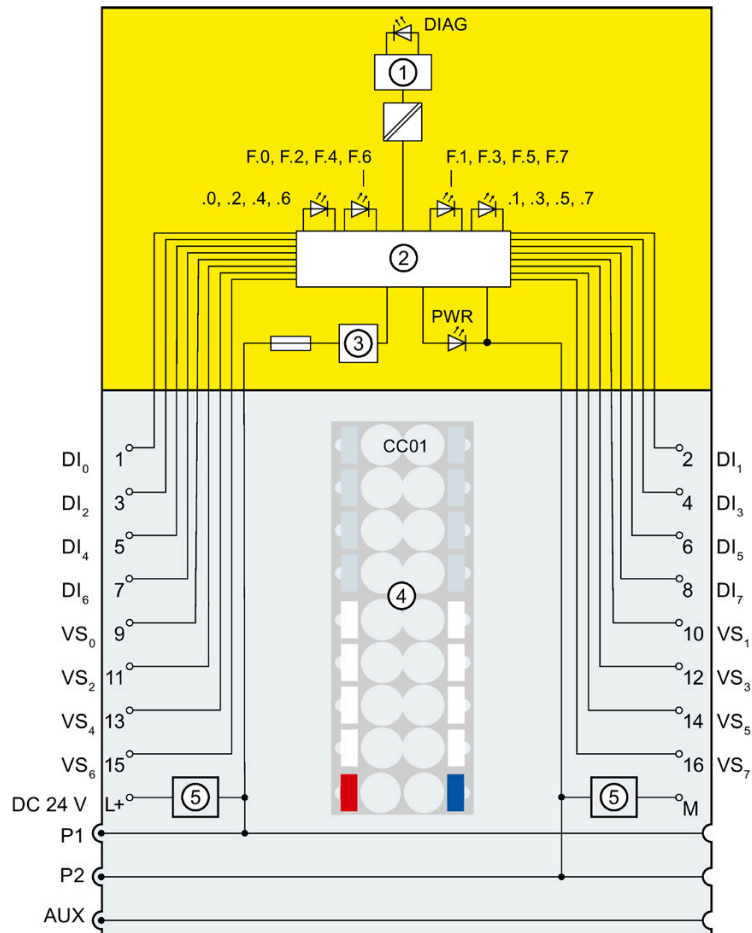 DIAG
①
F.0, F.2, F.4, F.6 F.1, F.3, F.5, F.7
.0, .2, .4, .6 .1, .3, .5, .7
②
PWR
③
CC01
DI₀ 1 2 DI₁
DI₂ 3 4 DI₃
DI₄ 5 6 DI₅
DI₆ 7 8 DI₇
④
VS₀ 9 10 VS₁
VS₂ 11 12 VS₃
VS₄ 13 14 VS₅
VS₆ 15 16 VS₇
DC 24 V L+ ⑤ ⑤ M
P1
P2
AUX